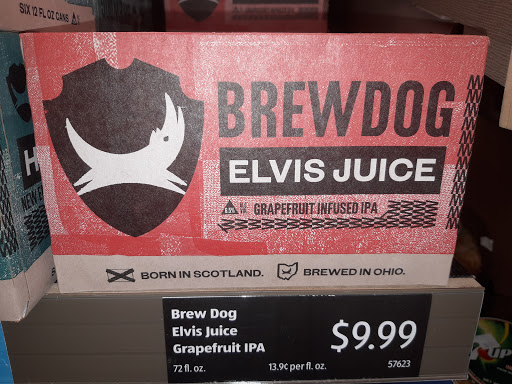 SIX 12 FL OZ CANS
BREWDOG
ELVIS JUICE
GRAPEFRUIT INFUSED IPA
BORN IN SCOTLAND.
BREWED IN OHIO.
Brew Dog
Elvis Juice
Grapefruit IPA
$9.99
72 fl. oz.
13.9¢ per fl. oz.
57623
UP